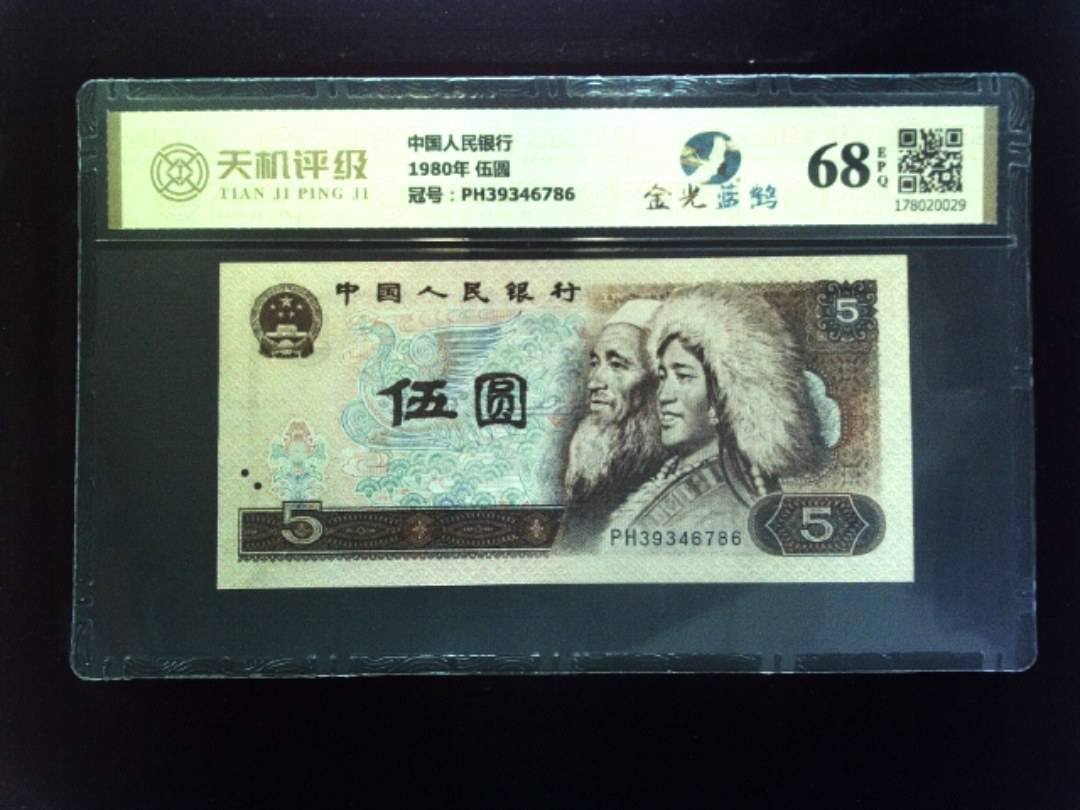 天机评级
TIAN JI PING JI
中国人民银行
1980年 伍圆
冠号：PH39346786
金光蓝鹤
68
EPQ
178020029
中国人民银行
5
伍圆
5
PH39346786
5